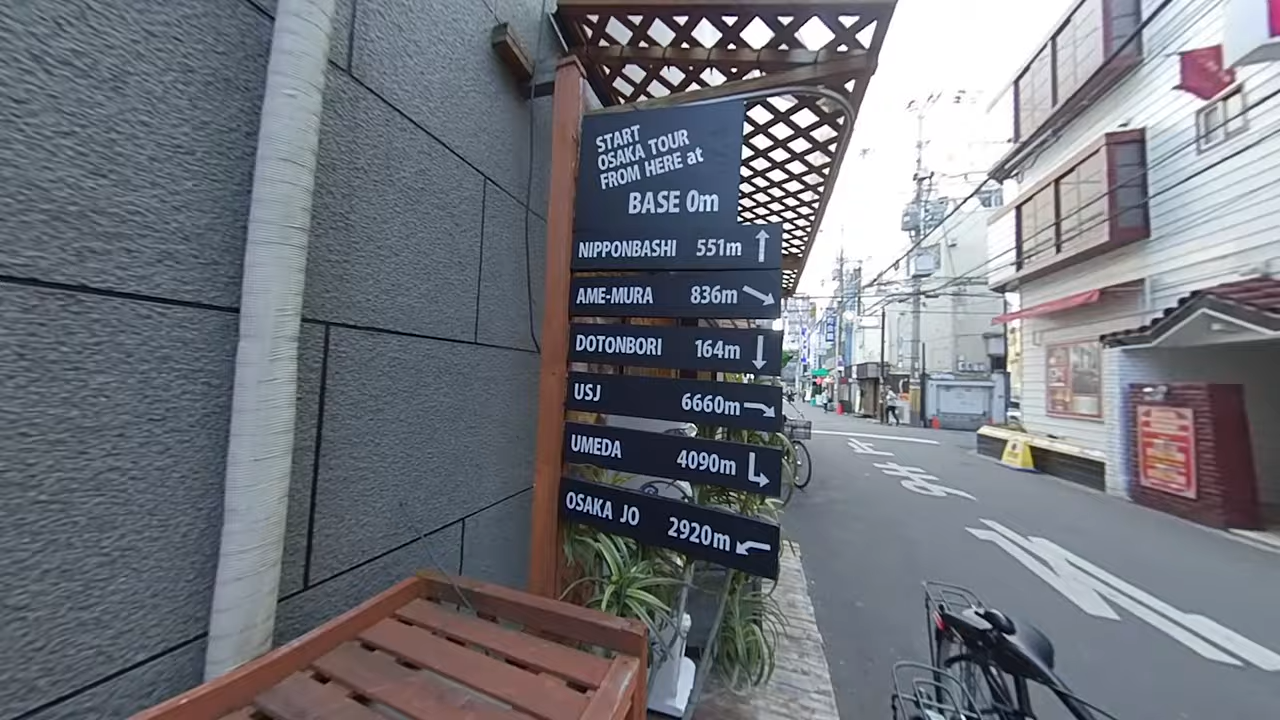 START
OSAKA TOUR
FROM HERE at
BASE 0m
NIPPONBASHI 551m ↑
AME-MURA 836m ↘
DOTONBORI 164m ↓
USJ 6660m ↘
UMEDA 4090m ↳
OSAKA JO 2920m ↙